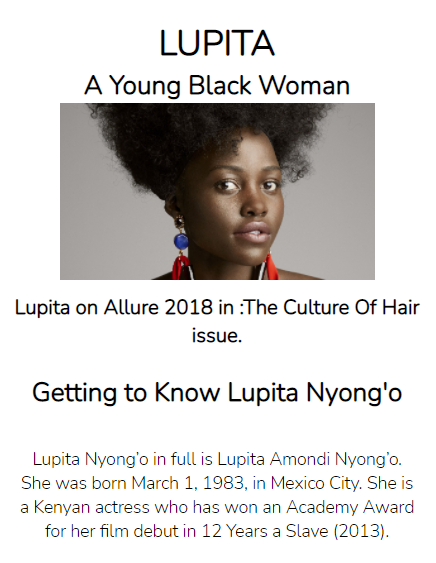 LUPITA
A Young Black Woman
Lupita on Allure 2018 in :The Culture Of Hair
issue.
Getting to Know Lupita Nyong'o
Lupita Nyong’o in full is Lupita Amondi Nyong’o.
She was born March 1, 1983, in Mexico City. She is
a Kenyan actress who has won an Academy Award
for her film debut in 12 Years a Slave (2013).